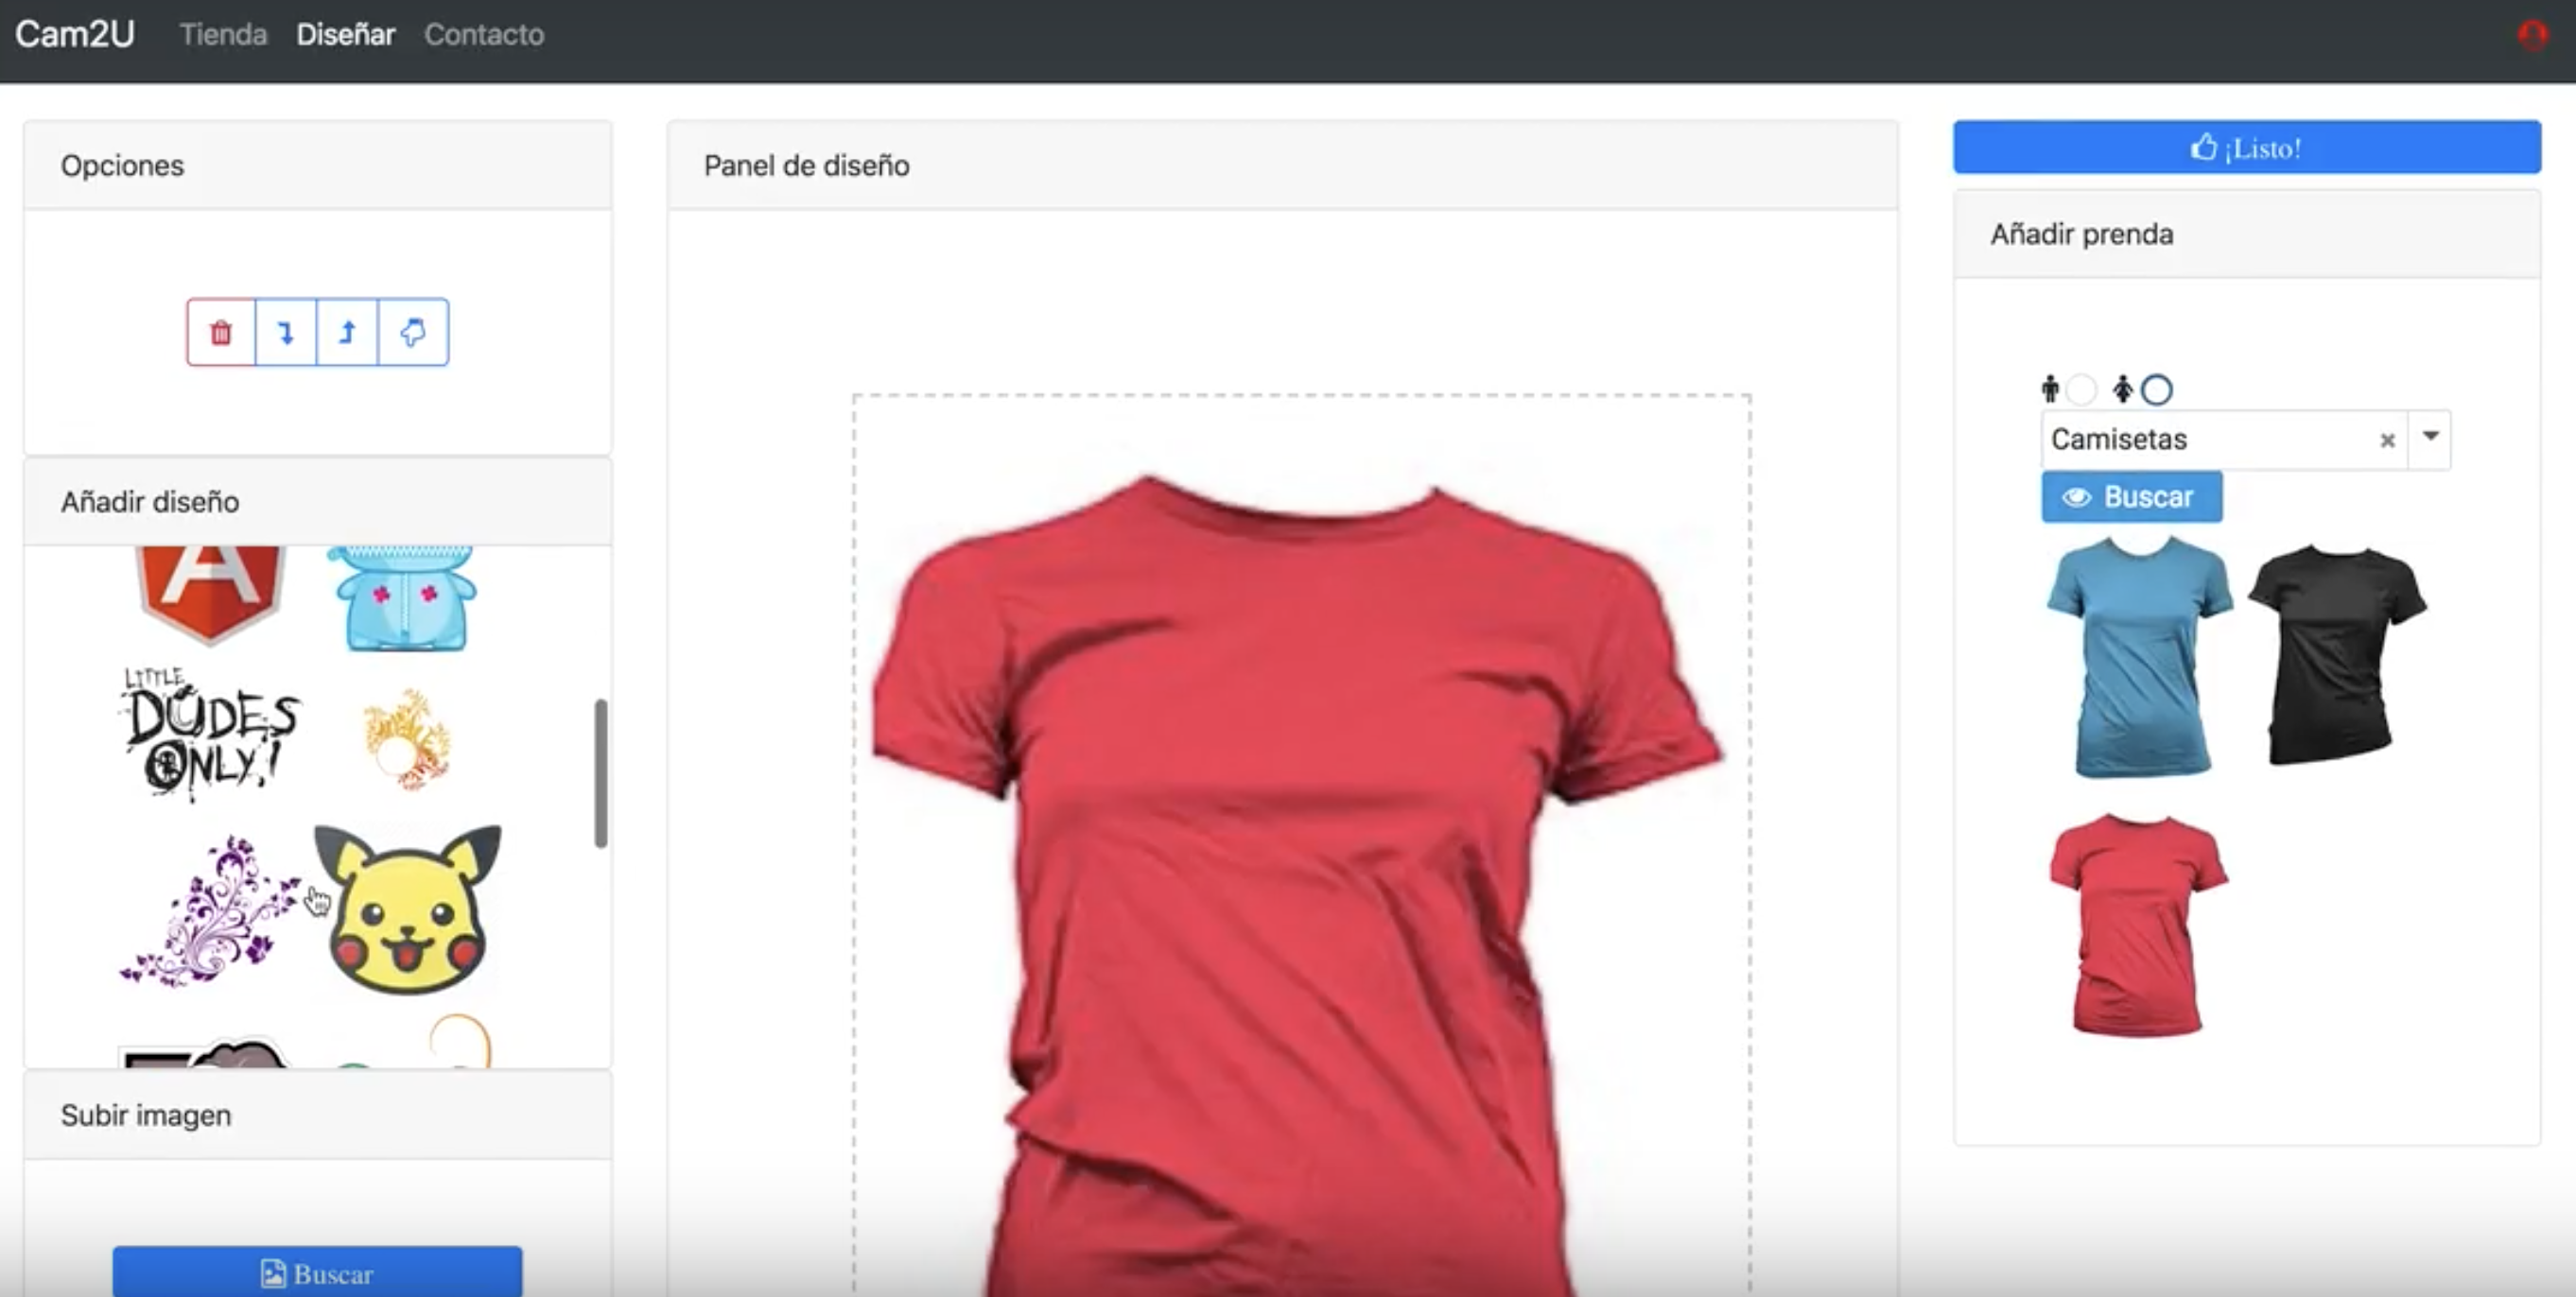 Cam2U Tienda Diseñar Contacto
Opciones
Añadir diseño
A
LITTLE
DUDES
ONLY!
Subir imagen
Buscar
Panel de diseño
¡Listo!
Añadir prenda
Camisetas
Buscar